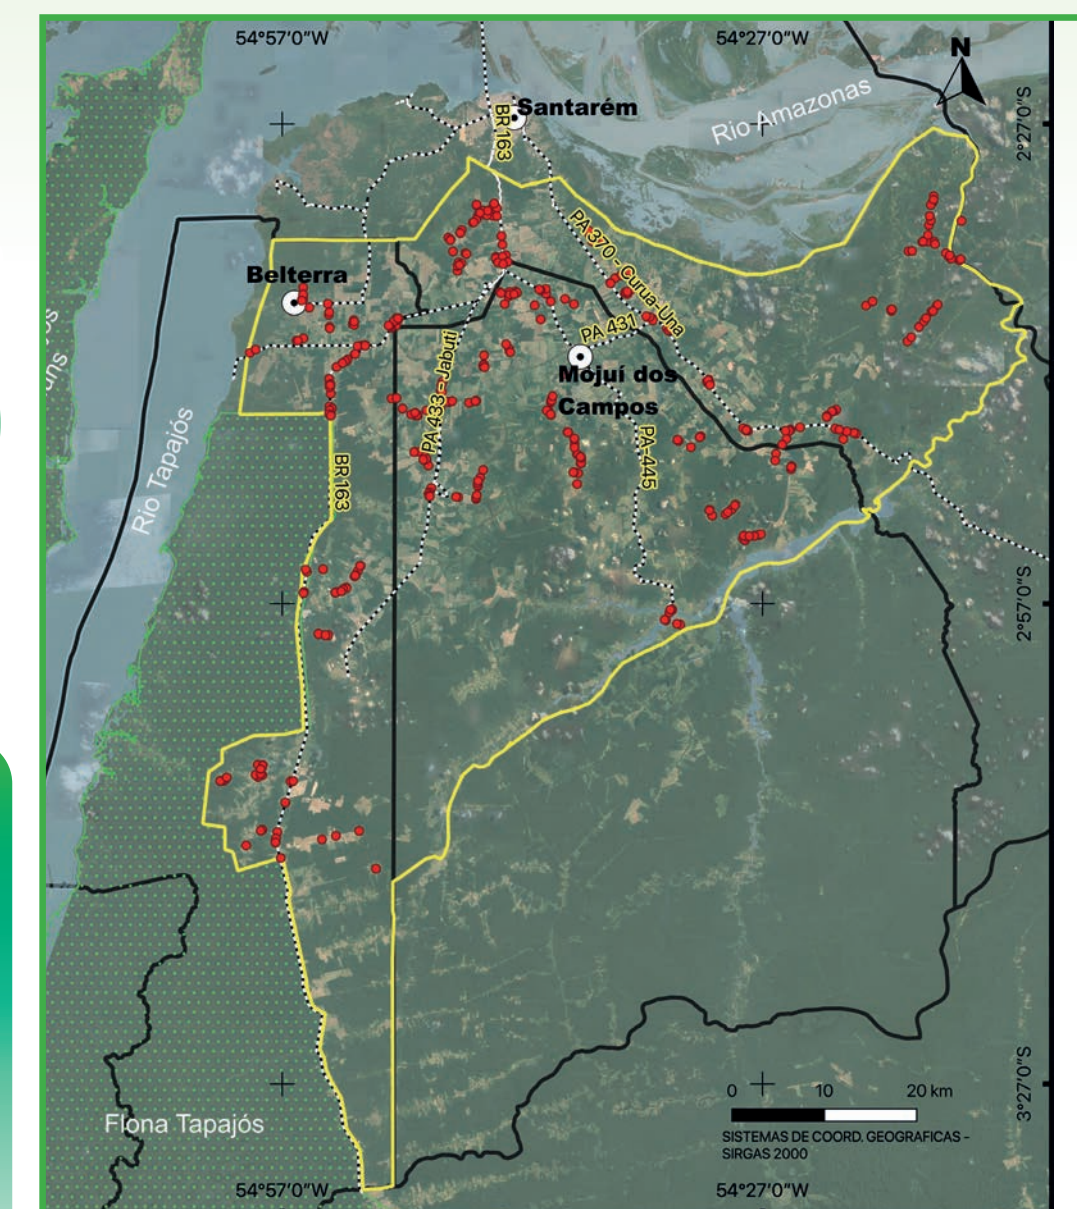 54°57'0"W
54°27'0"W
N
Santarém
BR 163
Rio Amazonas
2°27'0"S
PA 370 - Curua-Una
Belterra
PA 431
PA 433 - Jabuti
Mojuí dos
Campos
Rio Tapajós
BR 163
PA-445
2°57'0"S
3°27'0"S
0 10 20 km
Flona Tapajós
SISTEMAS DE COORD. GEOGRAFICAS -
SIRGAS 2000
54°57'0"W
54°27'0"W